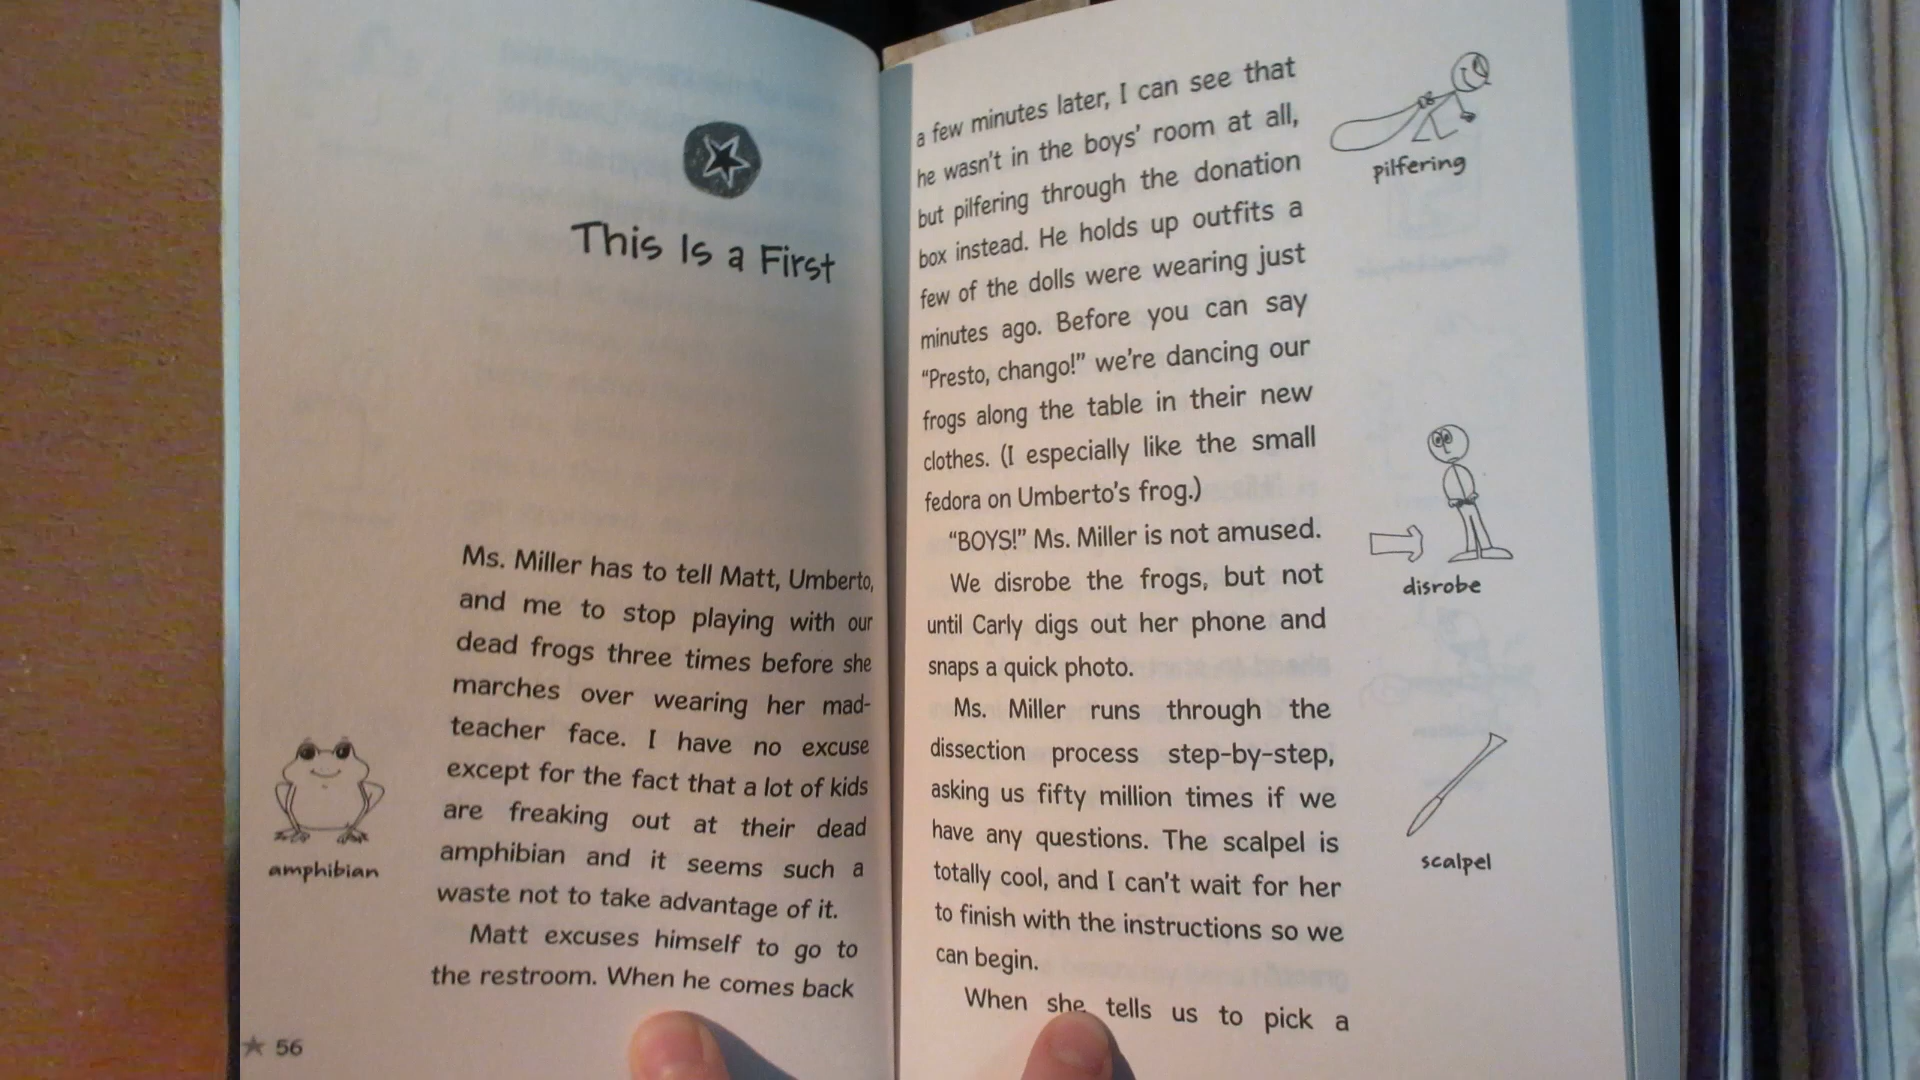 This Is a First
Ms. Miller has to tell Matt, Umberto,
and me to stop playing with our
dead frogs three times before she
marches over wearing her mad-
teacher face. I have no excuse
except for the fact that a lot of kids
are freaking out at their dead
amphibian and it seems such a
waste not to take advantage of it.
Matt excuses himself to go to
the restroom. When he comes back
amphibian
56
a few minutes later, I can see that
he wasn't in the boys' room at all,
but pilfering through the donation
box instead. He holds up outfits a
few of the dolls were wearing just
minutes ago. Before you can say
“Presto, chango!” we're dancing our
frogs along the table in their new
clothes. (I especially like the small
fedora on Umberto's frog.)
“BOYS!” Ms. Miller is not amused.
We disrobe the frogs, but not
until Carly digs out her phone and
snaps a quick photo.
Ms. Miller runs through the
dissection process step-by-step,
asking us fifty million times if we
have any questions. The scalpel is
totally cool, and I can't wait for her
to finish with the instructions so we
can begin.
When she tells us to pick a
pilfering
disrobe
scalpel